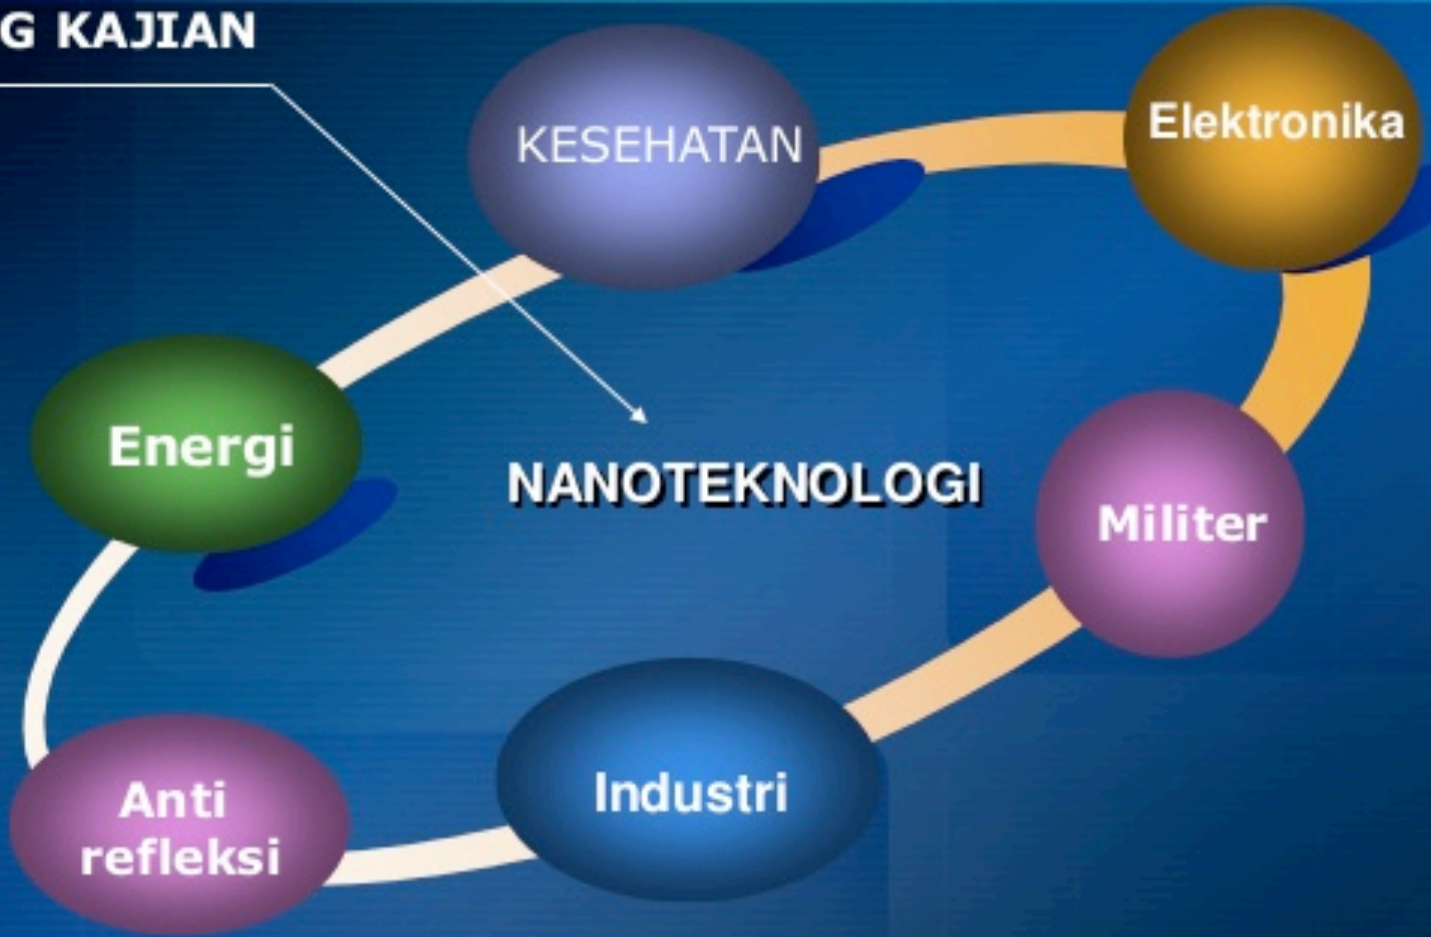 G KAJIAN
KESEHATAN
Elektronika
Energi
NANOTEKNOLOGI
Militer
Industri
Anti
refleksi